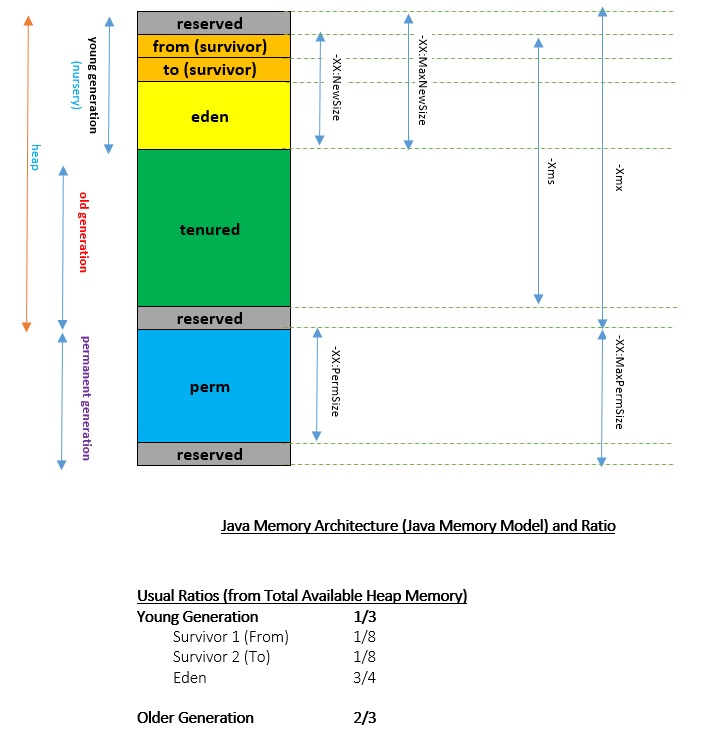 reserved
from (survivor)
to (survivor)
eden
tenured
reserved
perm
reserved
heap
young generation
(nursery)
old generation
permanent generation
-XX:NewSize
-XX:MaxNewSize
-Xms
-Xmx
-XX:PermSize
-XX:MaxPermSize
Java Memory Architecture (Java Memory Model) and Ratio
Usual Ratios (from Total Available Heap Memory)
Young Generation 1/3
Survivor 1 (From) 1/8
Survivor 2 (To) 1/8
Eden 3/4
Older Generation 2/3